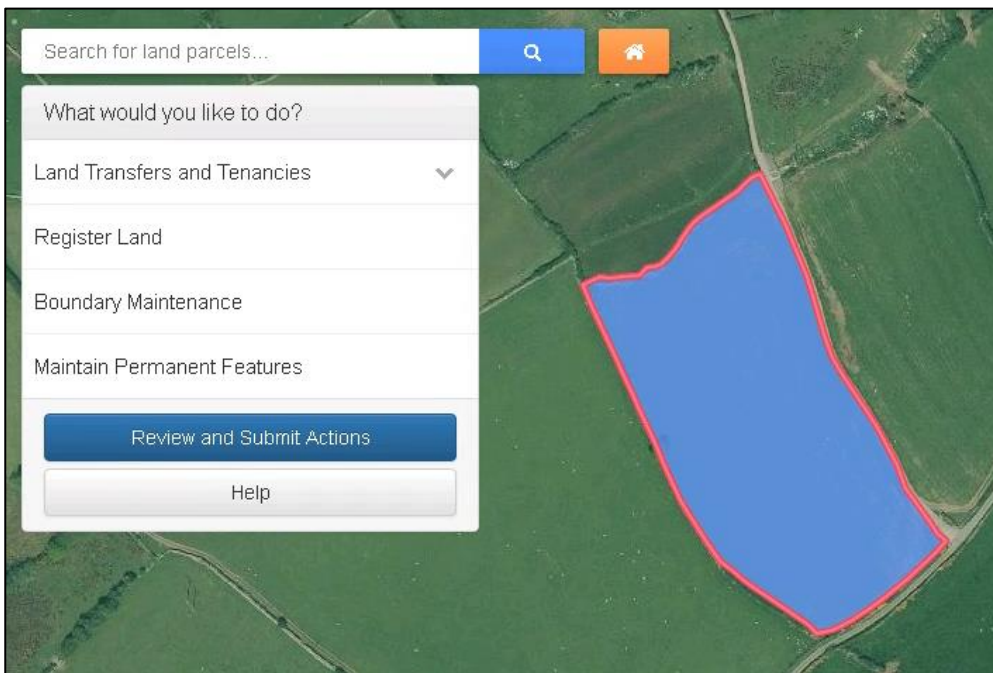 Search for land parcels...
What would you like to do?
Land Transfers and Tenancies
Register Land
Boundary Maintenance
Maintain Permanent Features
Review and Submit Actions
Help